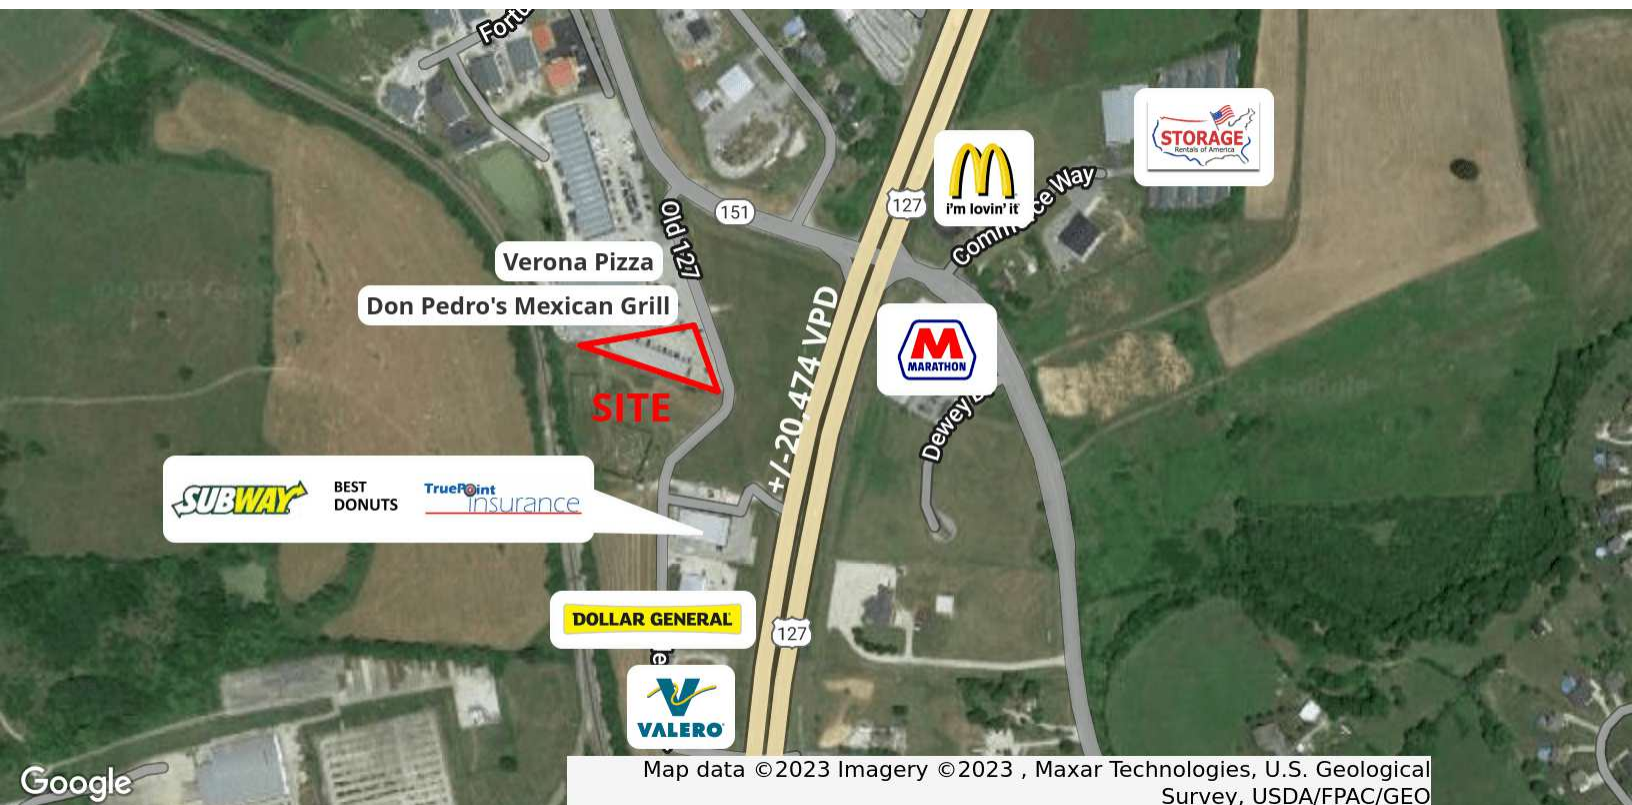 Fortu
STORAGE
Rentals of America
i'm lovin' it
127
Commerce Way
151
Old 127
Verona Pizza
Don Pedro's Mexican Grill
MARATHON
+/-20,474 VPD
SITE
Dewey
SUBWAY
BEST
DONUTS
TruePoint
insurance
DOLLAR GENERAL
127
VALERO
Google
Map data ©2023 Imagery ©2023 , Maxar Technologies, U.S. Geological
Survey, USDA/FPAC/GEO